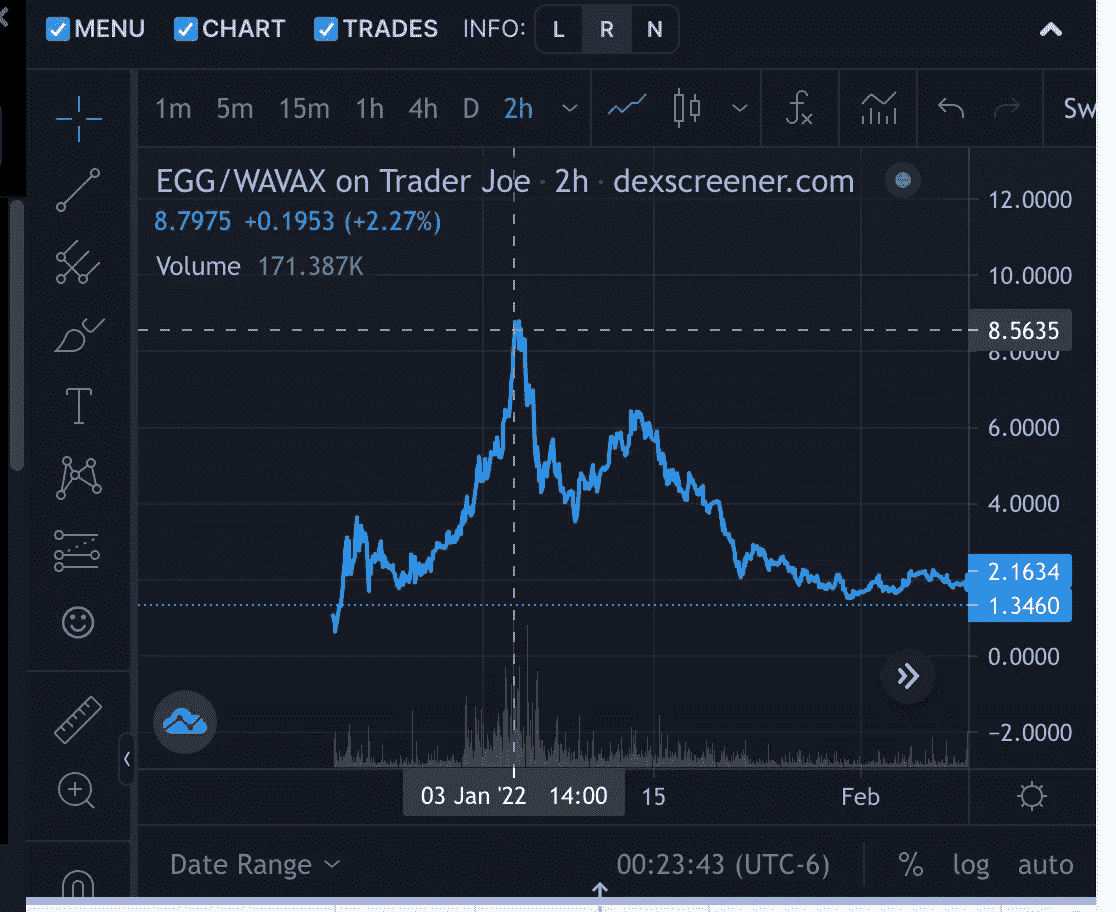 MENU CHART TRADES INFO: L R N
1m 5m 15m 1h 4h D 2h fx Sw
EGG/WAVAX on Trader Joe · 2h · dexscreener.com
8.7975 +0.1953 (+2.27%)
Volume 171.387K
12.0000
10.0000
8.5635
8.0000
6.0000
4.0000
2.1634
1.3460
0.0000
−2.0000
03 Jan '22 14:00 15 Feb
Date Range 00:23:43 (UTC-6) % log auto